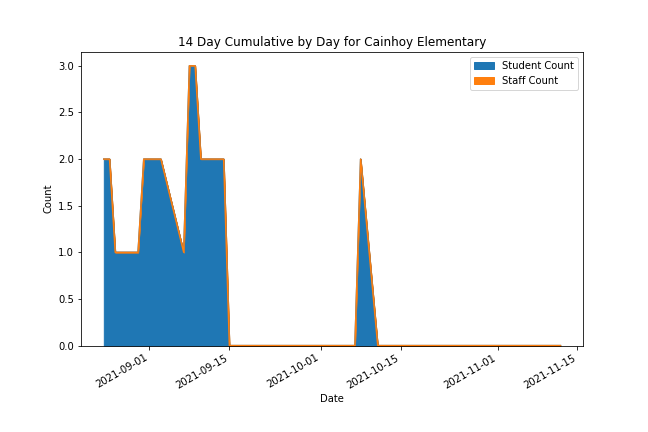 14 Day Cumulative by Day for Cainhoy Elementary
Student Count
Staff Count
3.0
2.5
2.0
1.5
1.0
0.5
0.0
Count
2021-09-01
2021-09-15
2021-10-01
2021-10-15
2021-11-01
2021-11-15
Date